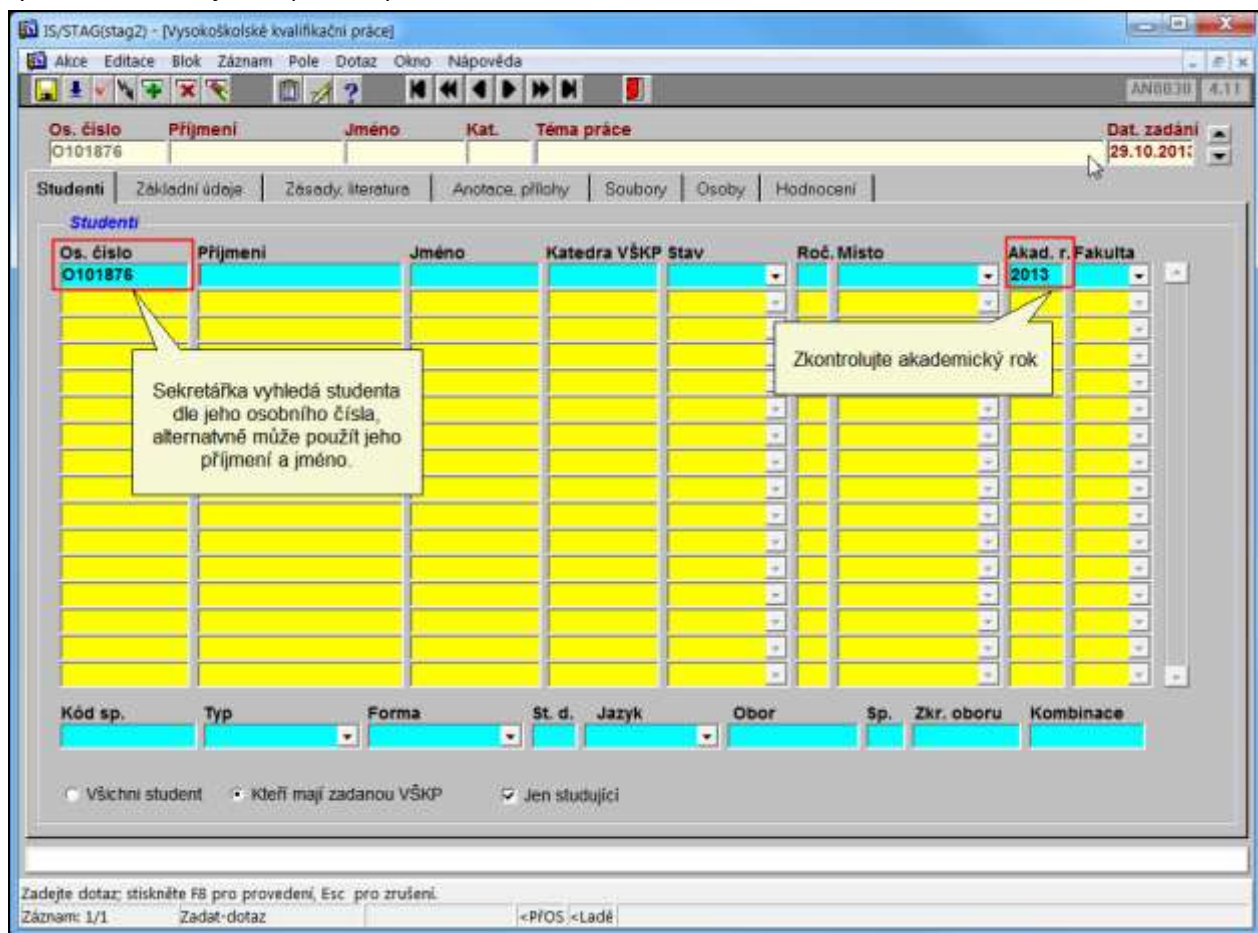 IS/STAG(stag2) - [Vysokoškolské kvalifikační práce]
Akce Editace Blok Záznam Pole Dotaz Okno Nápověda
AN0030 4.11
Os. číslo Příjmení Jméno Kat. Téma práce Dat. zadání
O101876 29.10.201
Studenti Základní údaje Zásady, literatura Anotace, přílohy Soubory Osoby Hodnocení
Studenti
Os. číslo Příjmení Jméno Katedra VŠKP Stav Roč. Místo Akad. r. Fakulta
O101876 2013
Zkontrolujte akademický rok
Sekretářka vyhledá studenta
dle jeho osobního čísla,
alternatvně může použít jeho
příjmení a jméno.
Kód sp. Typ Forma St. d. Jazyk Obor Sp. Zkr. oboru Kombinace
Všichni student Kteří mají zadanou VŠKP Jen studující
Zadejte dotaz; stiskněte F8 pro provedení, Esc pro zrušení.
Záznam: 1/1 Zadat-dotaz <PřOS <Ladě